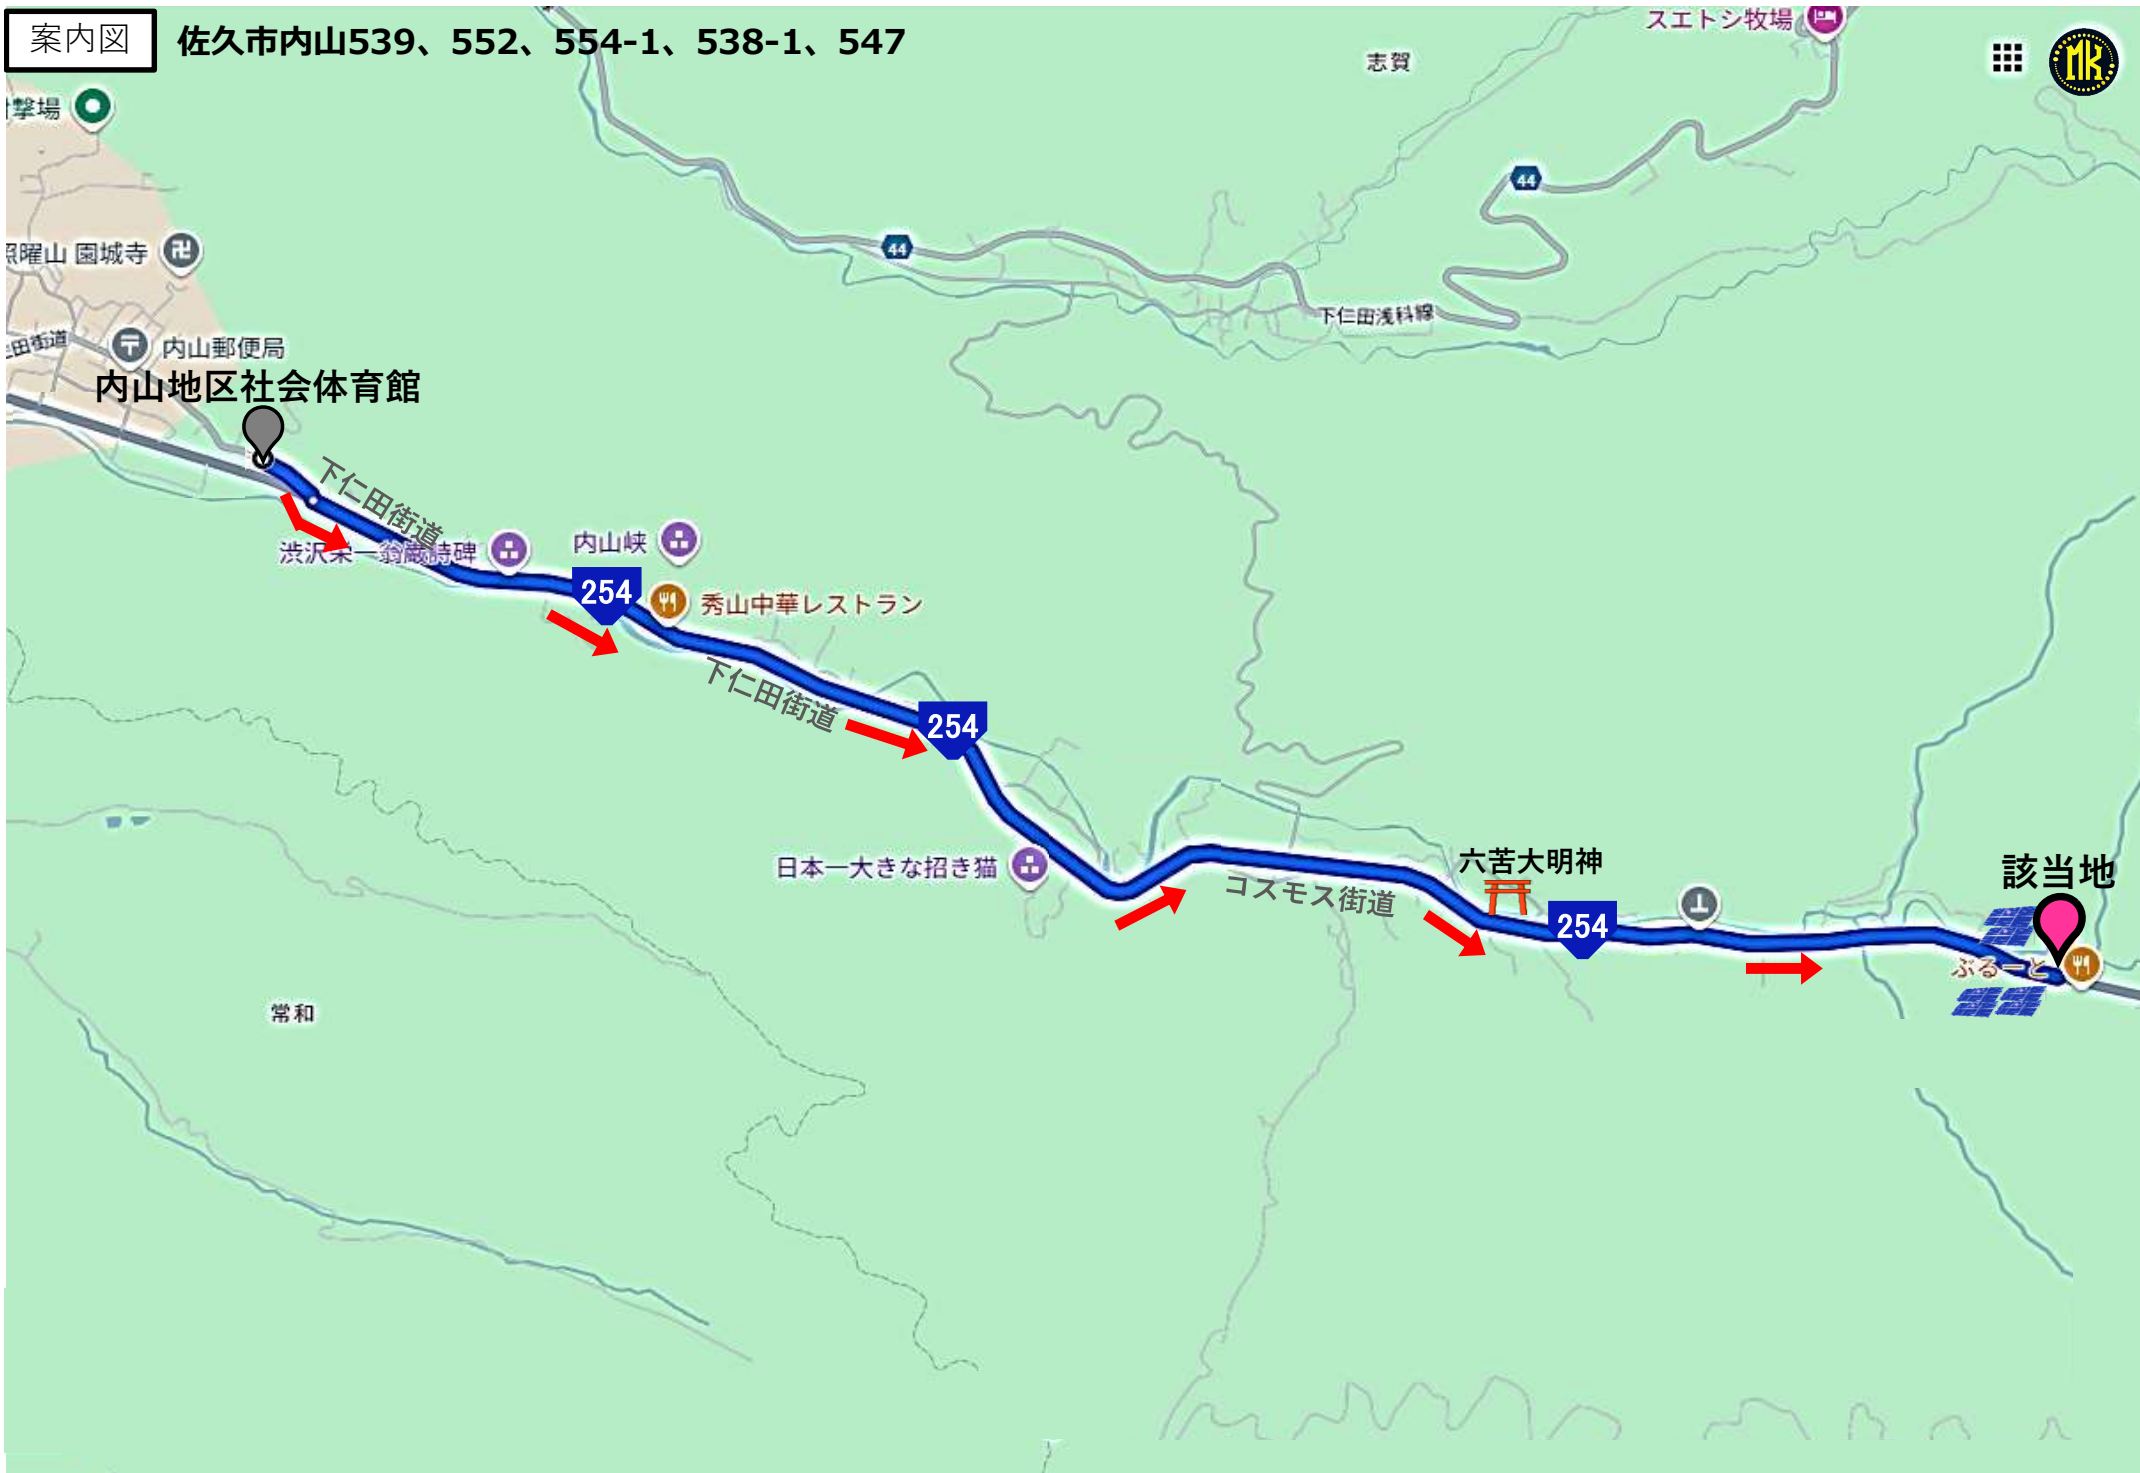 案内図
佐久市内山539、552、554-1、538-1、547
スエトシ牧場
志賀
MK
撃場
44
44
曜山 園城寺
下仁田浅科線
田街道
内山郵便局
内山地区社会体育館
下仁田街道
渋沢栄一翁巌詩碑
内山峡
254
秀山中華レストラン
下仁田街道
254
日本一大きな招き猫
コスモス街道
六苦大明神
254
該当地
ぶるーと
常和